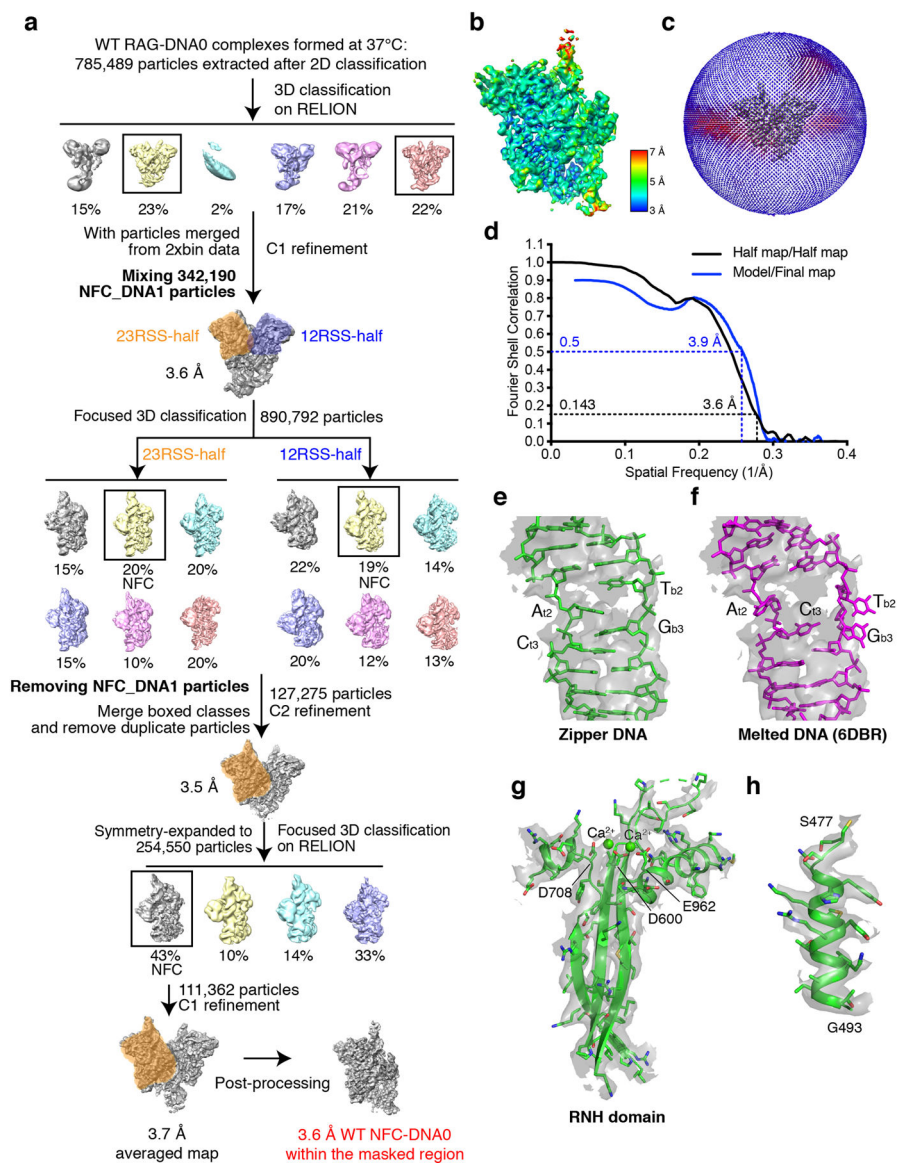 a
WT RAG-DNA0 complexes formed at 37°C:
785,489 particles extracted after 2D classification
3D classification
on RELION
15%
23%
2%
17%
21%
22%
With particles merged
from 2xbin data
C1 refinement
Mixing 342,190
NFC_DNA1 particles
23RSS-half
12RSS-half
3.6 Å
Focused 3D classification
890,792 particles
23RSS-half
12RSS-half
15%
20%
NFC
20%
22%
19%
NFC
14%
15%
10%
20%
20%
12%
13%
Removing NFC_DNA1 particles
Merge boxed classes
and remove duplicate particles
127,275 particles
C2 refinement
3.5 Å
Symmetry-expanded to
254,550 particles
Focused 3D classification
on RELION
43%
NFC
10%
14%
33%
111,362 particles
C1 refinement
Post-processing
3.7 Å
averaged map
3.6 Å WT NFC-DNA0
within the masked region
b
7 Å
5 Å
3 Å
c
d
Half map/Half map
Model/Final map
Fourier Shell Correlation
1.1
1.0
0.9
0.8
0.7
0.6
0.5
0.4
0.3
0.2
0.1
0.0
0.5
3.9 Å
0.143
3.6 Å
0.0
0.1
0.2
0.3
0.4
Spatial Frequency (1/Å)
e
At2
Ct3
Tb2
Gb3
Zipper DNA
f
At2
Ct3
Tb2
Gb3
Melted DNA (6DBR)
g
Ca2+
Ca2+
D708
E962
D600
RNH domain
h
S477
G493